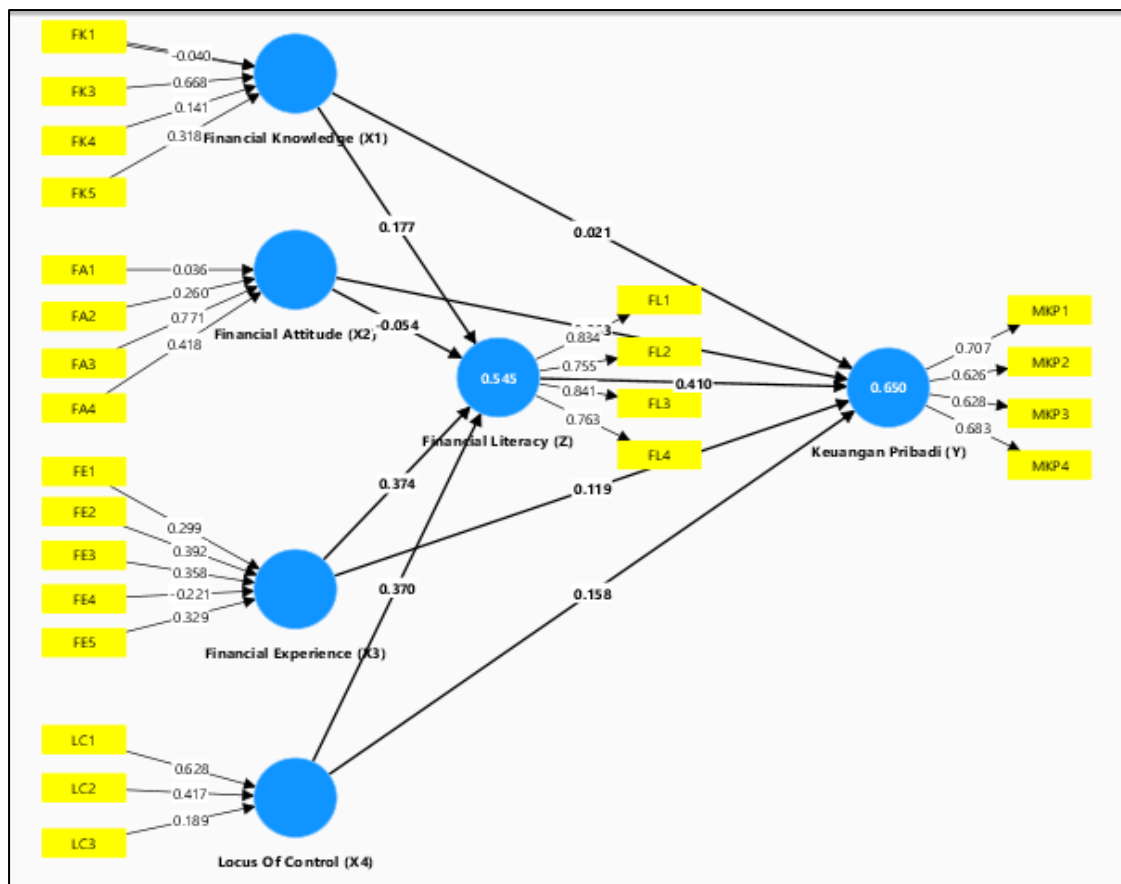 FK1
-0.040
FK3
0.668
FK4
0.141
FK5
0.318
Financial Knowledge (X1)
0.177
0.021
FA1
0.036
FA2
0.260
FA3
0.771
FA4
0.418
Financial Attitude (X2)
-0.054
FL1
0.834
FL2
0.755
FL3
0.841
FL4
0.763
0.545
Financial Literacy (Z)
0.410
0.650
Keuangan Pribadi (Y)
MKP1
0.707
MKP2
0.626
MKP3
0.628
MKP4
0.683
FE1
0.299
FE2
0.392
FE3
0.358
FE4
-0.221
FE5
0.329
Financial Experience (X3)
0.374
0.119
0.370
0.158
LC1
0.628
LC2
0.417
LC3
0.189
Locus Of Control (X4)